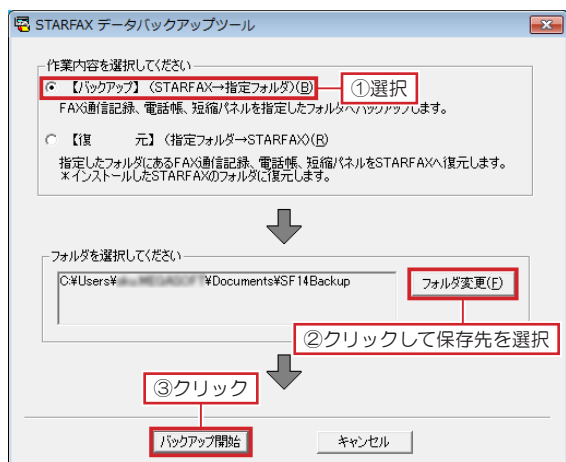 STARFAX データバックアップツール
作業内容を選択してください
【バックアップ】（STARFAX→指定フォルダ）(B)
①選択
FAX通信記録、電話帳、短縮パネルを指定したフォルダへバックアップします。
【復　　元】（指定フォルダ→STARFAX）(R)
指定したフォルダにあるFAX通信記録、電話帳、短縮パネルをSTARFAXへ復元します。
＊インストールしたSTARFAXのフォルダに復元します。
フォルダを選択してください
C:¥Users¥ ¥Documents¥SF14Backup
フォルダ変更(F)
②クリックして保存先を選択
③クリック
バックアップ開始
キャンセル